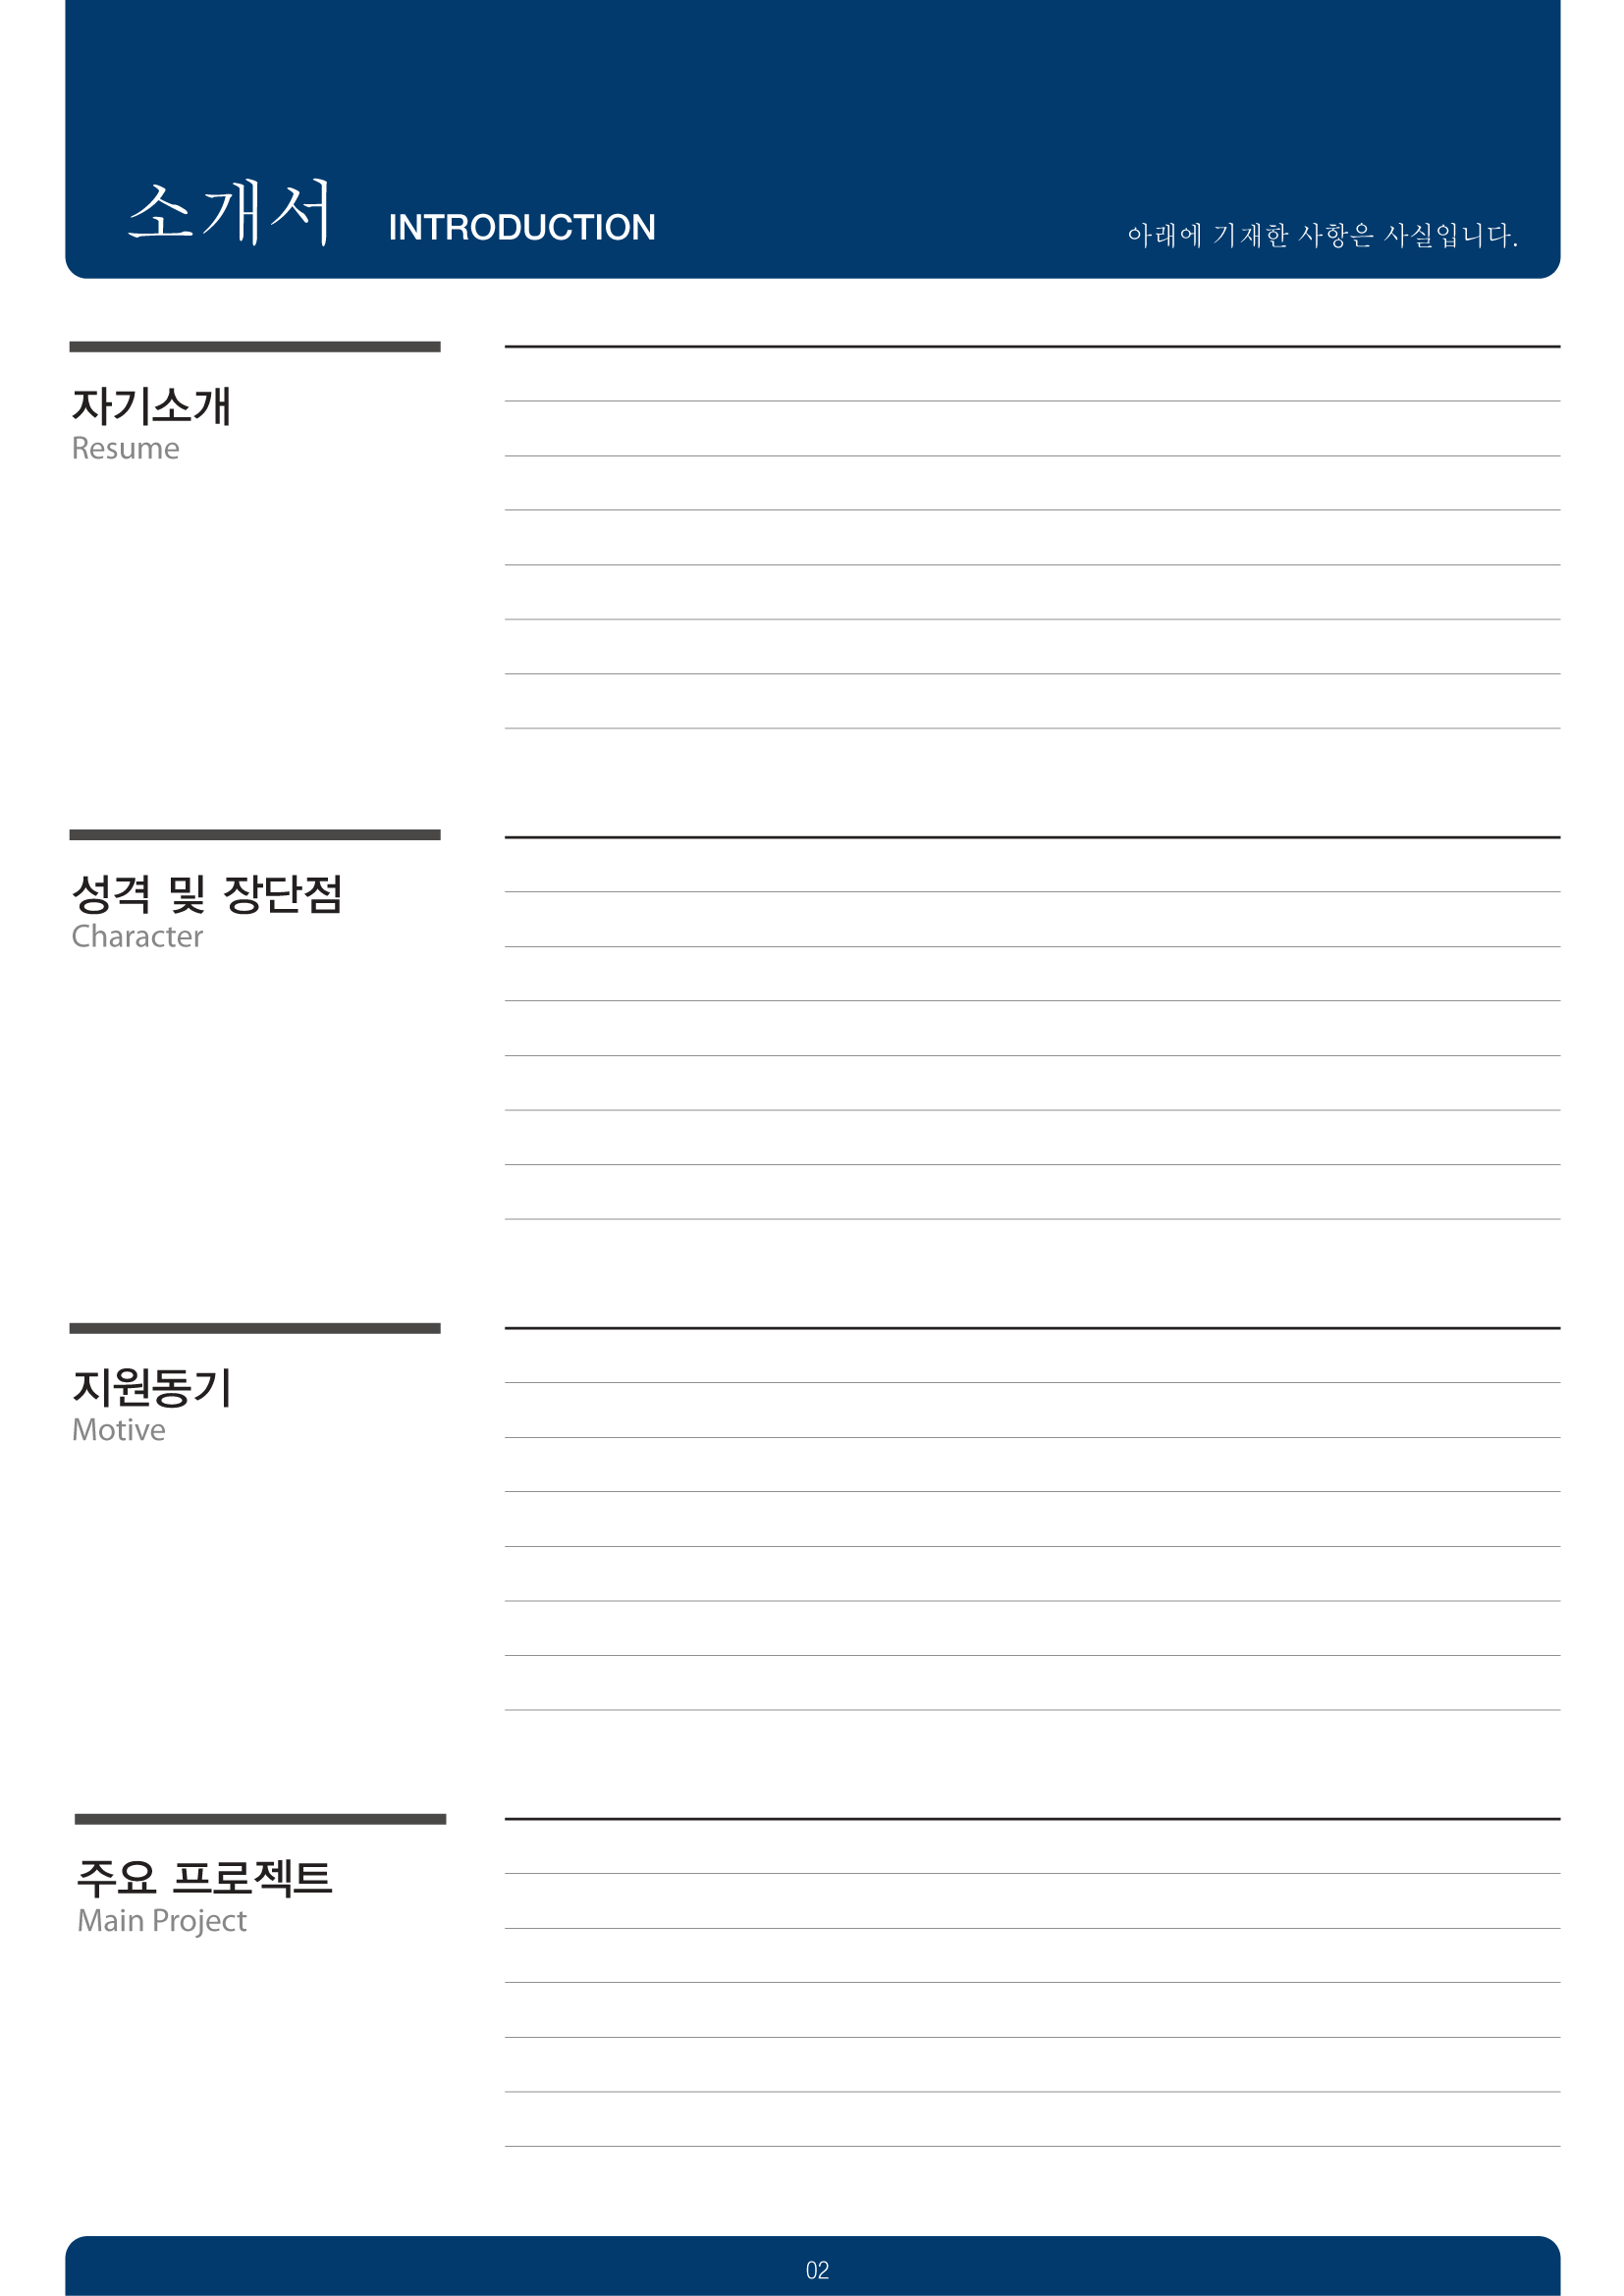 소개서 INTRODUCTION 아래에 기재한 사항은 사실입니다.
자기소개
Resume
성격 및 장단점
Character
지원동기
Motive
주요 프로젝트
Main Project
02